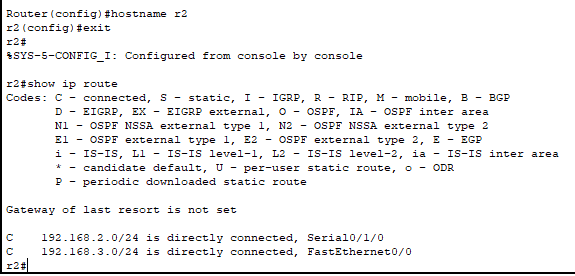 Router(config)#hostname r2
r2(config)#exit
r2#
%SYS-5-CONFIG_I: Configured from console by console
r2#show ip route
Codes: C - connected, S - static, I - IGRP, R - RIP, M - mobile, B - BGP
D - EIGRP, EX - EIGRP external, O - OSPF, IA - OSPF inter area
N1 - OSPF NSSA external type 1, N2 - OSPF NSSA external type 2
E1 - OSPF external type 1, E2 - OSPF external type 2, E - EGP
i - IS-IS, L1 - IS-IS level-1, L2 - IS-IS level-2, ia - IS-IS inter area
* - candidate default, U - per-user static route, o - ODR
P - periodic downloaded static route
Gateway of last resort is not set
C 192.168.2.0/24 is directly connected, Serial0/1/0
C 192.168.3.0/24 is directly connected, FastEthernet0/0
r2#